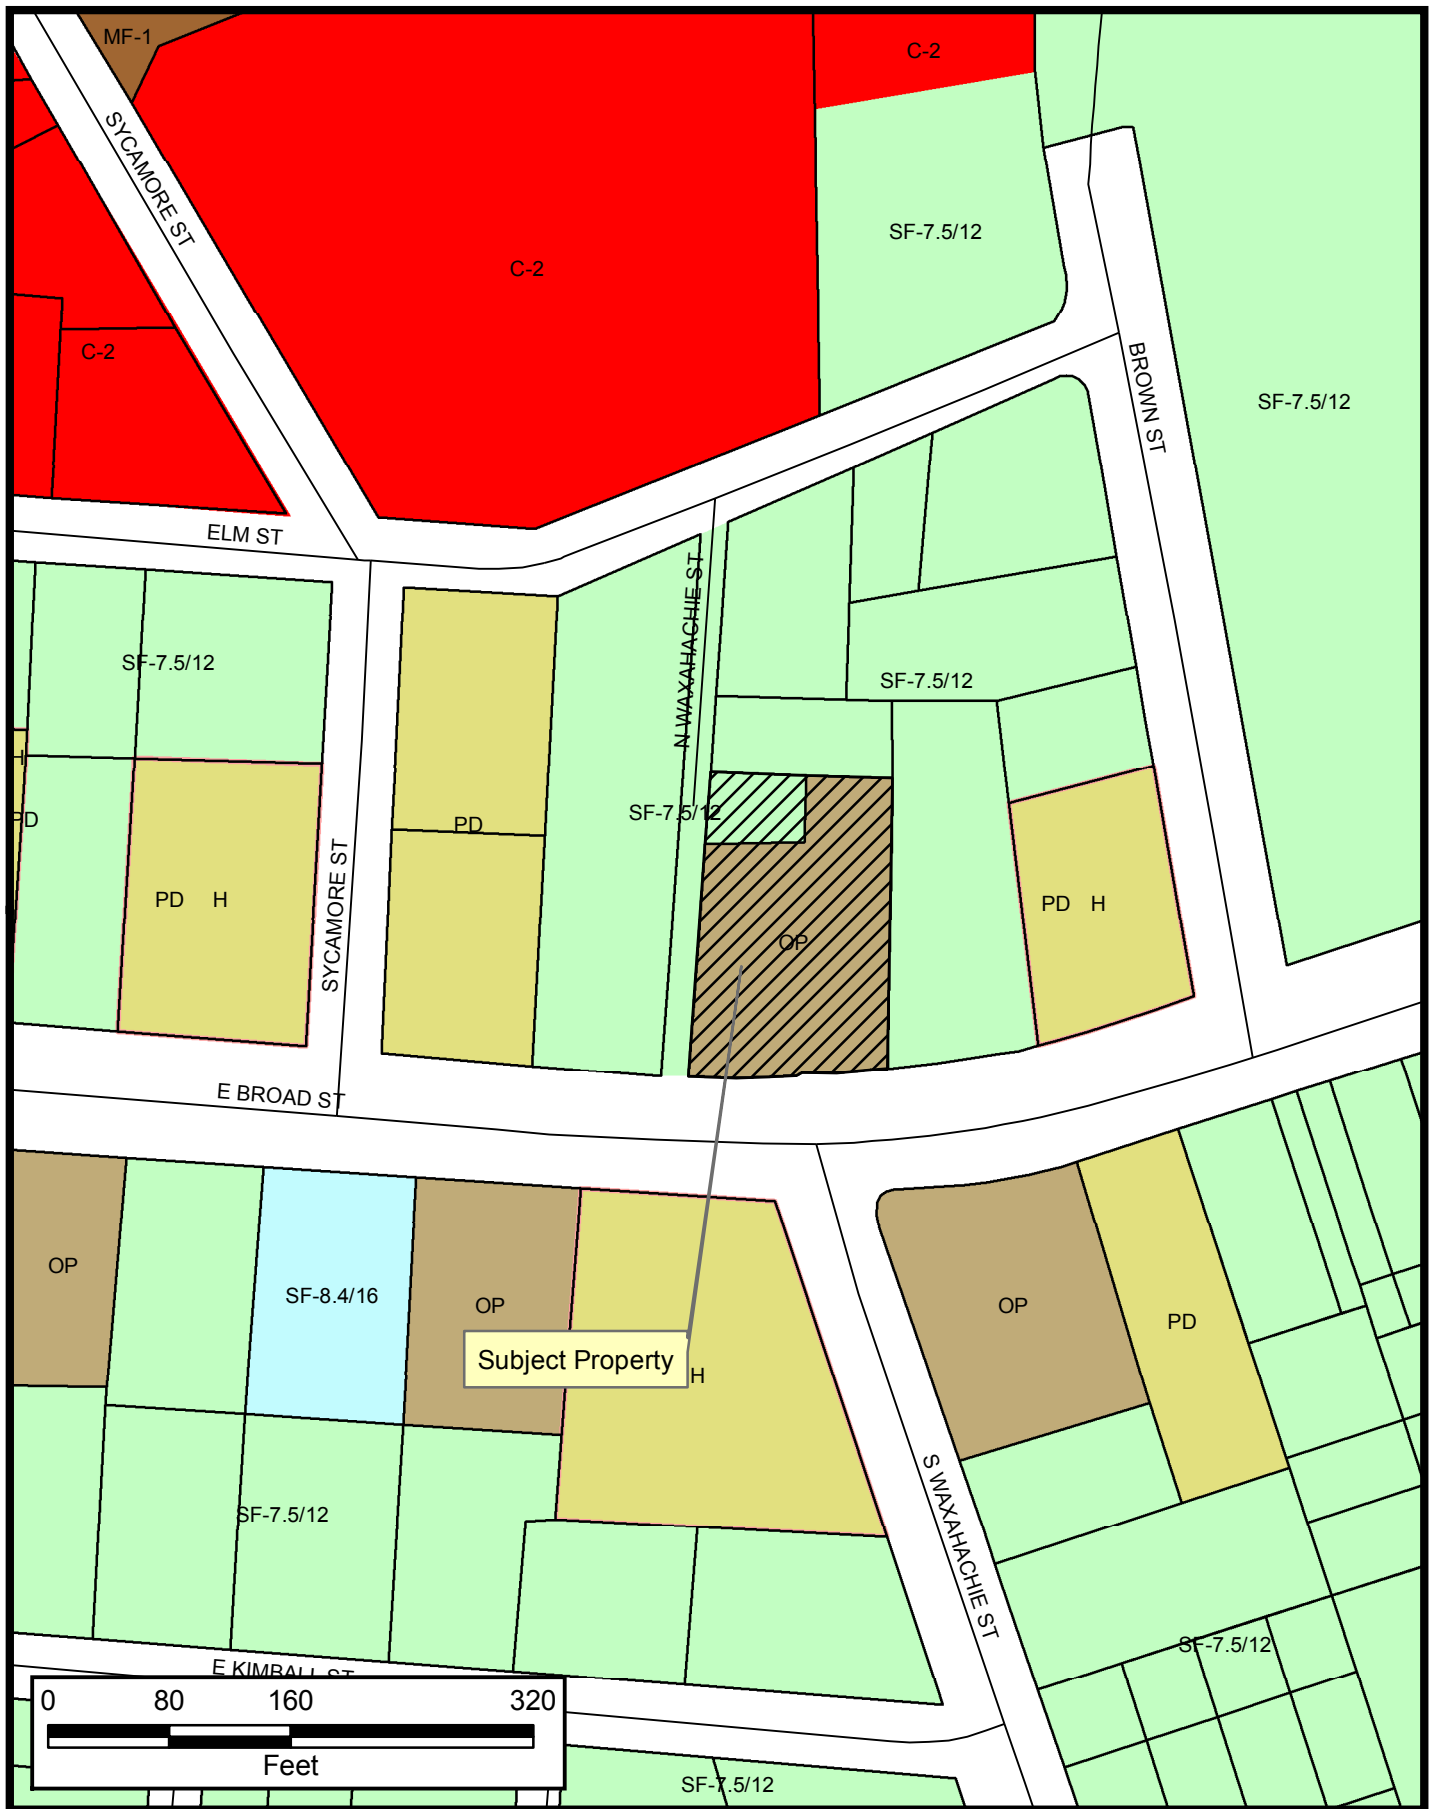 MF-1
C-2
SYCAMORE ST
SF-7.5/12
C-2
BROWN ST
C-2
SF-7.5/12
ELM ST
N WAXAHACHIE ST
SF-7.5/12
SF-7.5/12
H
PD
SF-7.5/12
PD
SYCAMORE ST
PD H
PD H
OP
E BROAD ST
OP
SF-8.4/16
OP
OP
PD
Subject Property
H
S WAXAHACHIE ST
SF-7.5/12
SF-7.5/12
E KIMBALL ST
0 80 160 320
Feet
SF-7.5/12